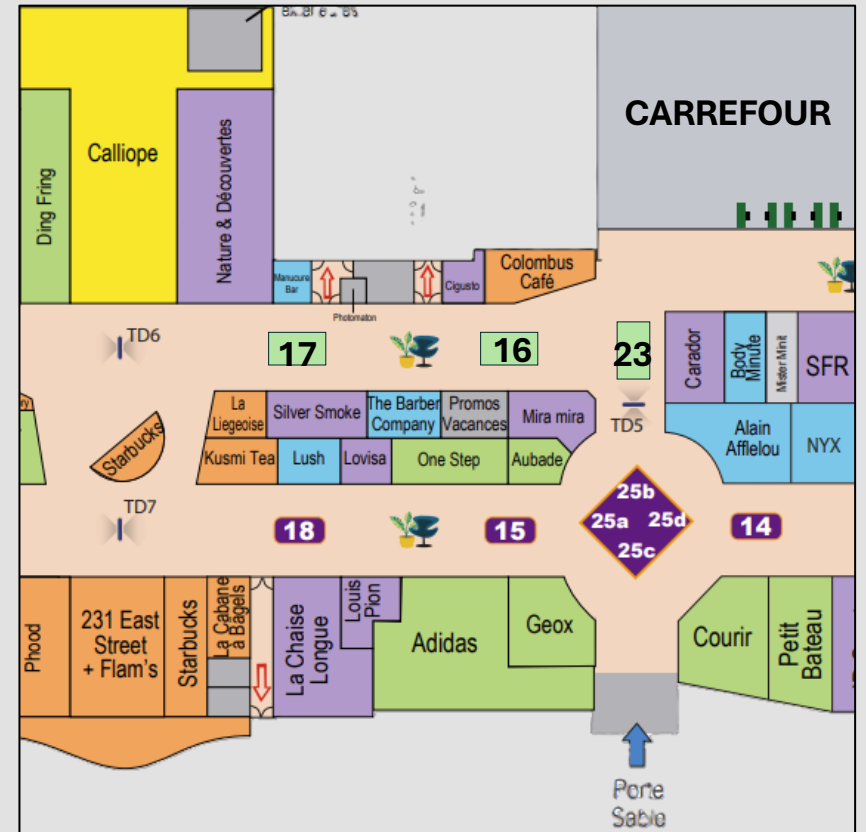 CARREFOUR
Calliope
Ding Fring
Nature & Découvertes
Manucure
Bar
Photomaton
Cigusto
Colombus
Café
TD6
17
16
23
TD5
Carador
Body
Minute
Mister Minit
SFR
La
Liegeoise
Silver Smoke
The Barber
Company
Promos
Vacances
Mira mira
Alain
Afflelou
NYX
Starbucks
Kusmi Tea
Lush
Lovisa
One Step
Aubade
TD7
18
15
25b
25a
25d
25c
14
Phood
231 East
Street
+ Flam's
Starbucks
La Cabane
à Bagels
La Chaise
Longue
Louis
Pion
Adidas
Geox
Courir
Petit
Bateau
Porte
Sable